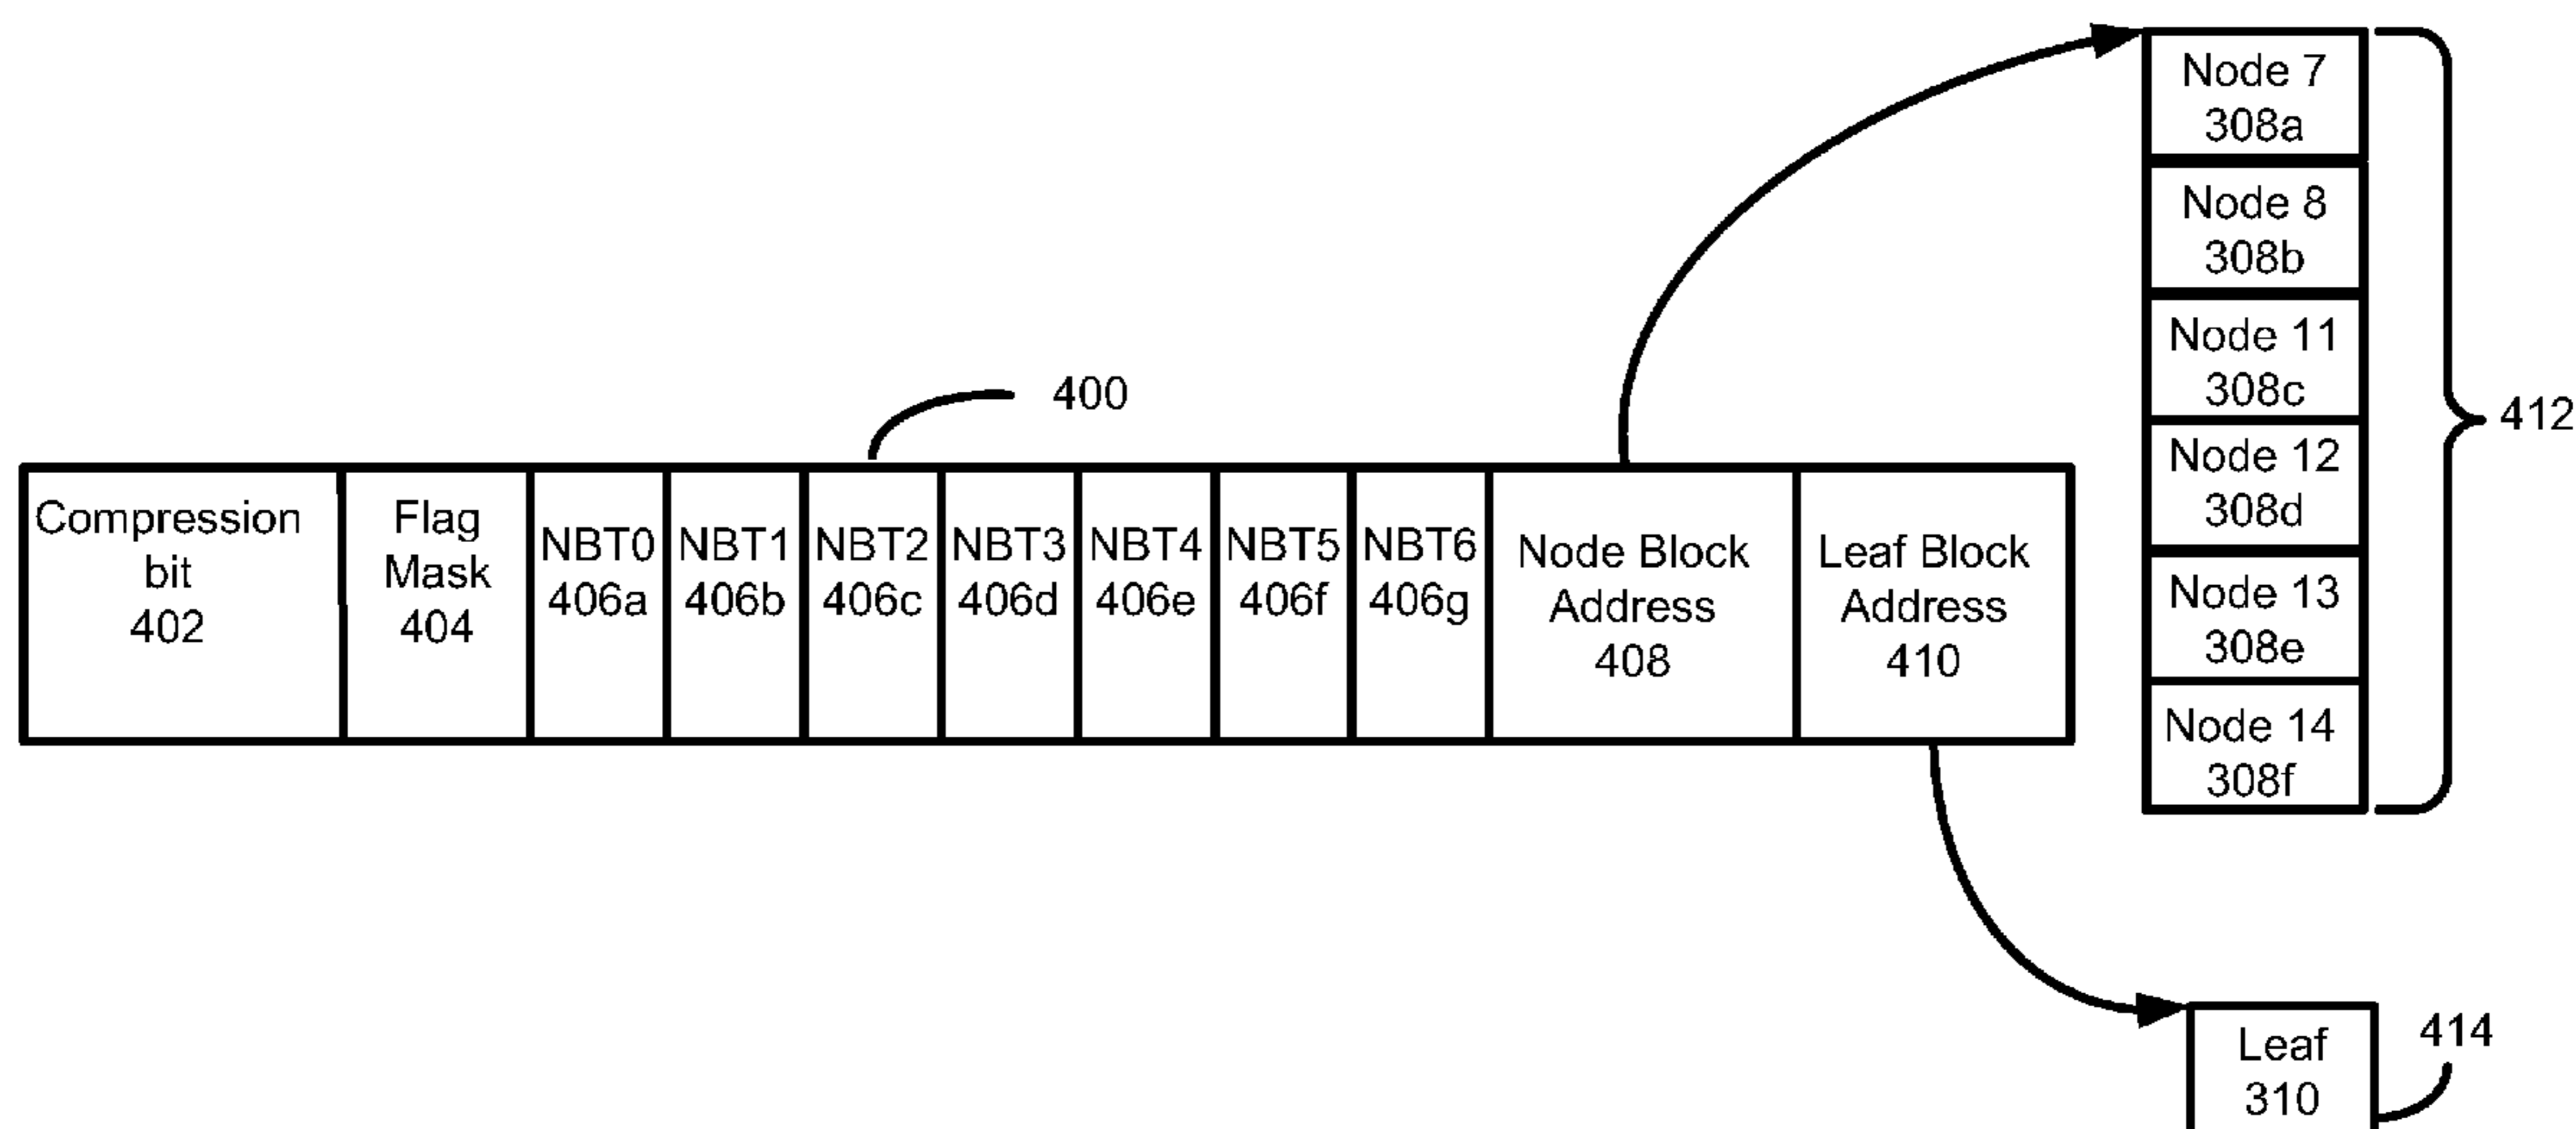 Node 7
308a
Node 8
308b
Node 11
308c
Node 12
308d
Node 13
308e
Node 14
308f
412
400
Compression
bit
402
Flag
Mask
404
NBT0
406a
NBT1
406b
NBT2
406c
NBT3
406d
NBT4
406e
NBT5
406f
NBT6
406g
Node Block
Address
408
Leaf Block
Address
410
Leaf
310
414